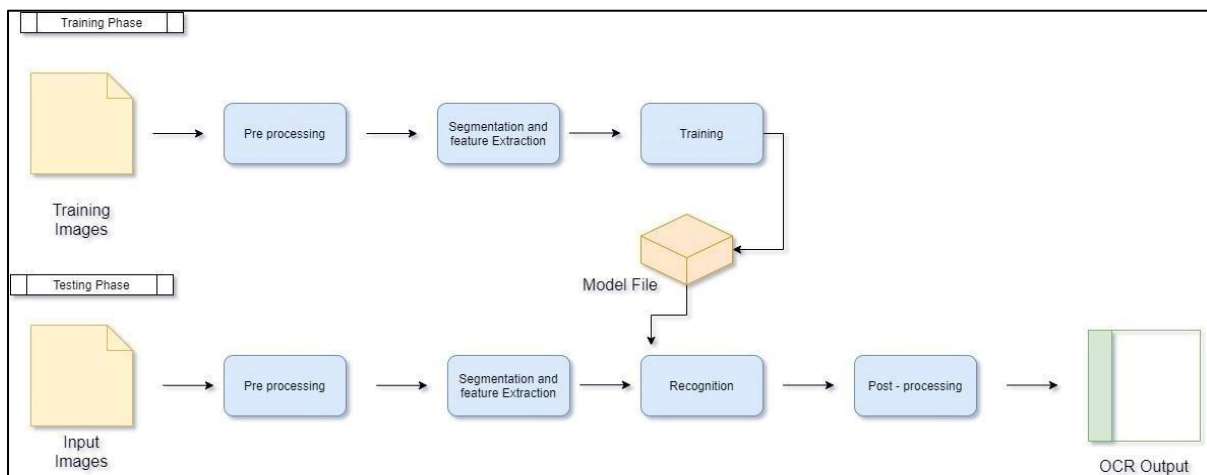 Training Phase
Pre processing
Segmentation and
feature Extraction
Training
Training
Images
Model File
Testing Phase
Pre processing
Segmentation and
feature Extraction
Recognition
Post - processing
Input
Images
OCR Output